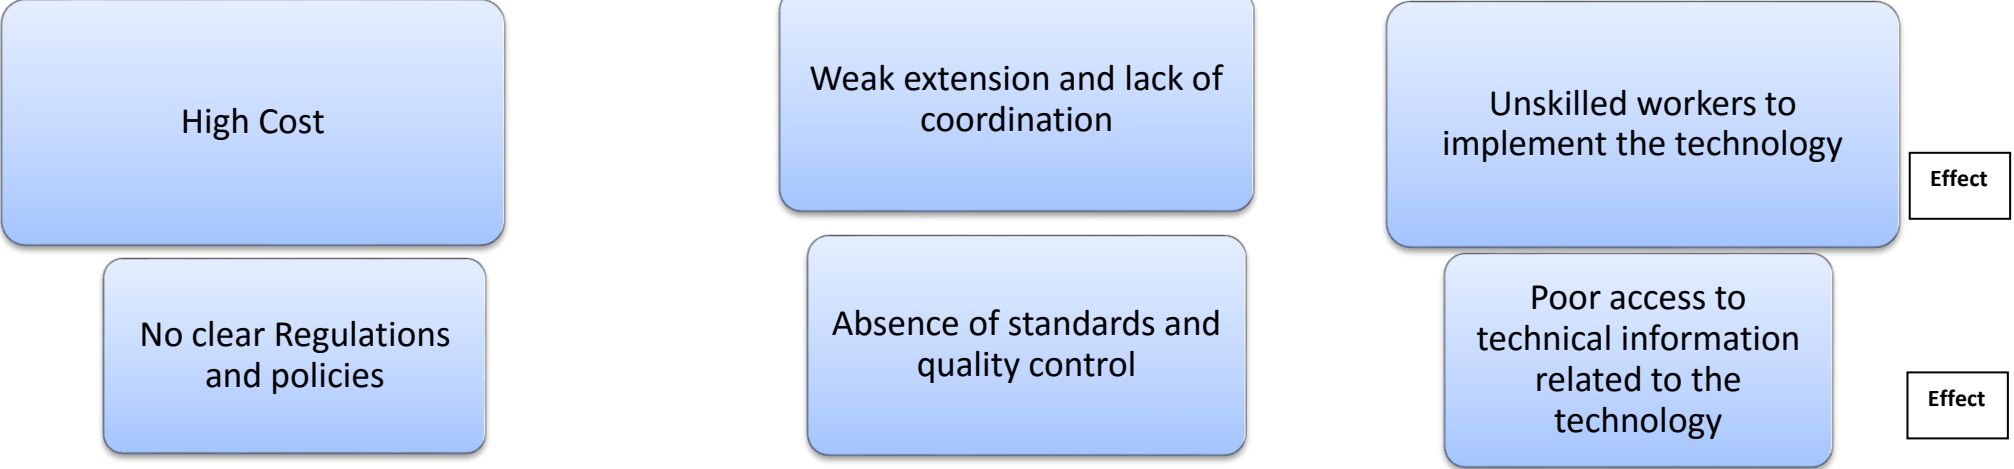 High Cost
Weak extension and lack of
coordination
Unskilled workers to
implement the technology
Effect
No clear Regulations
and policies
Absence of standards and
quality control
Poor access to
technical information
related to the
technology
Effect